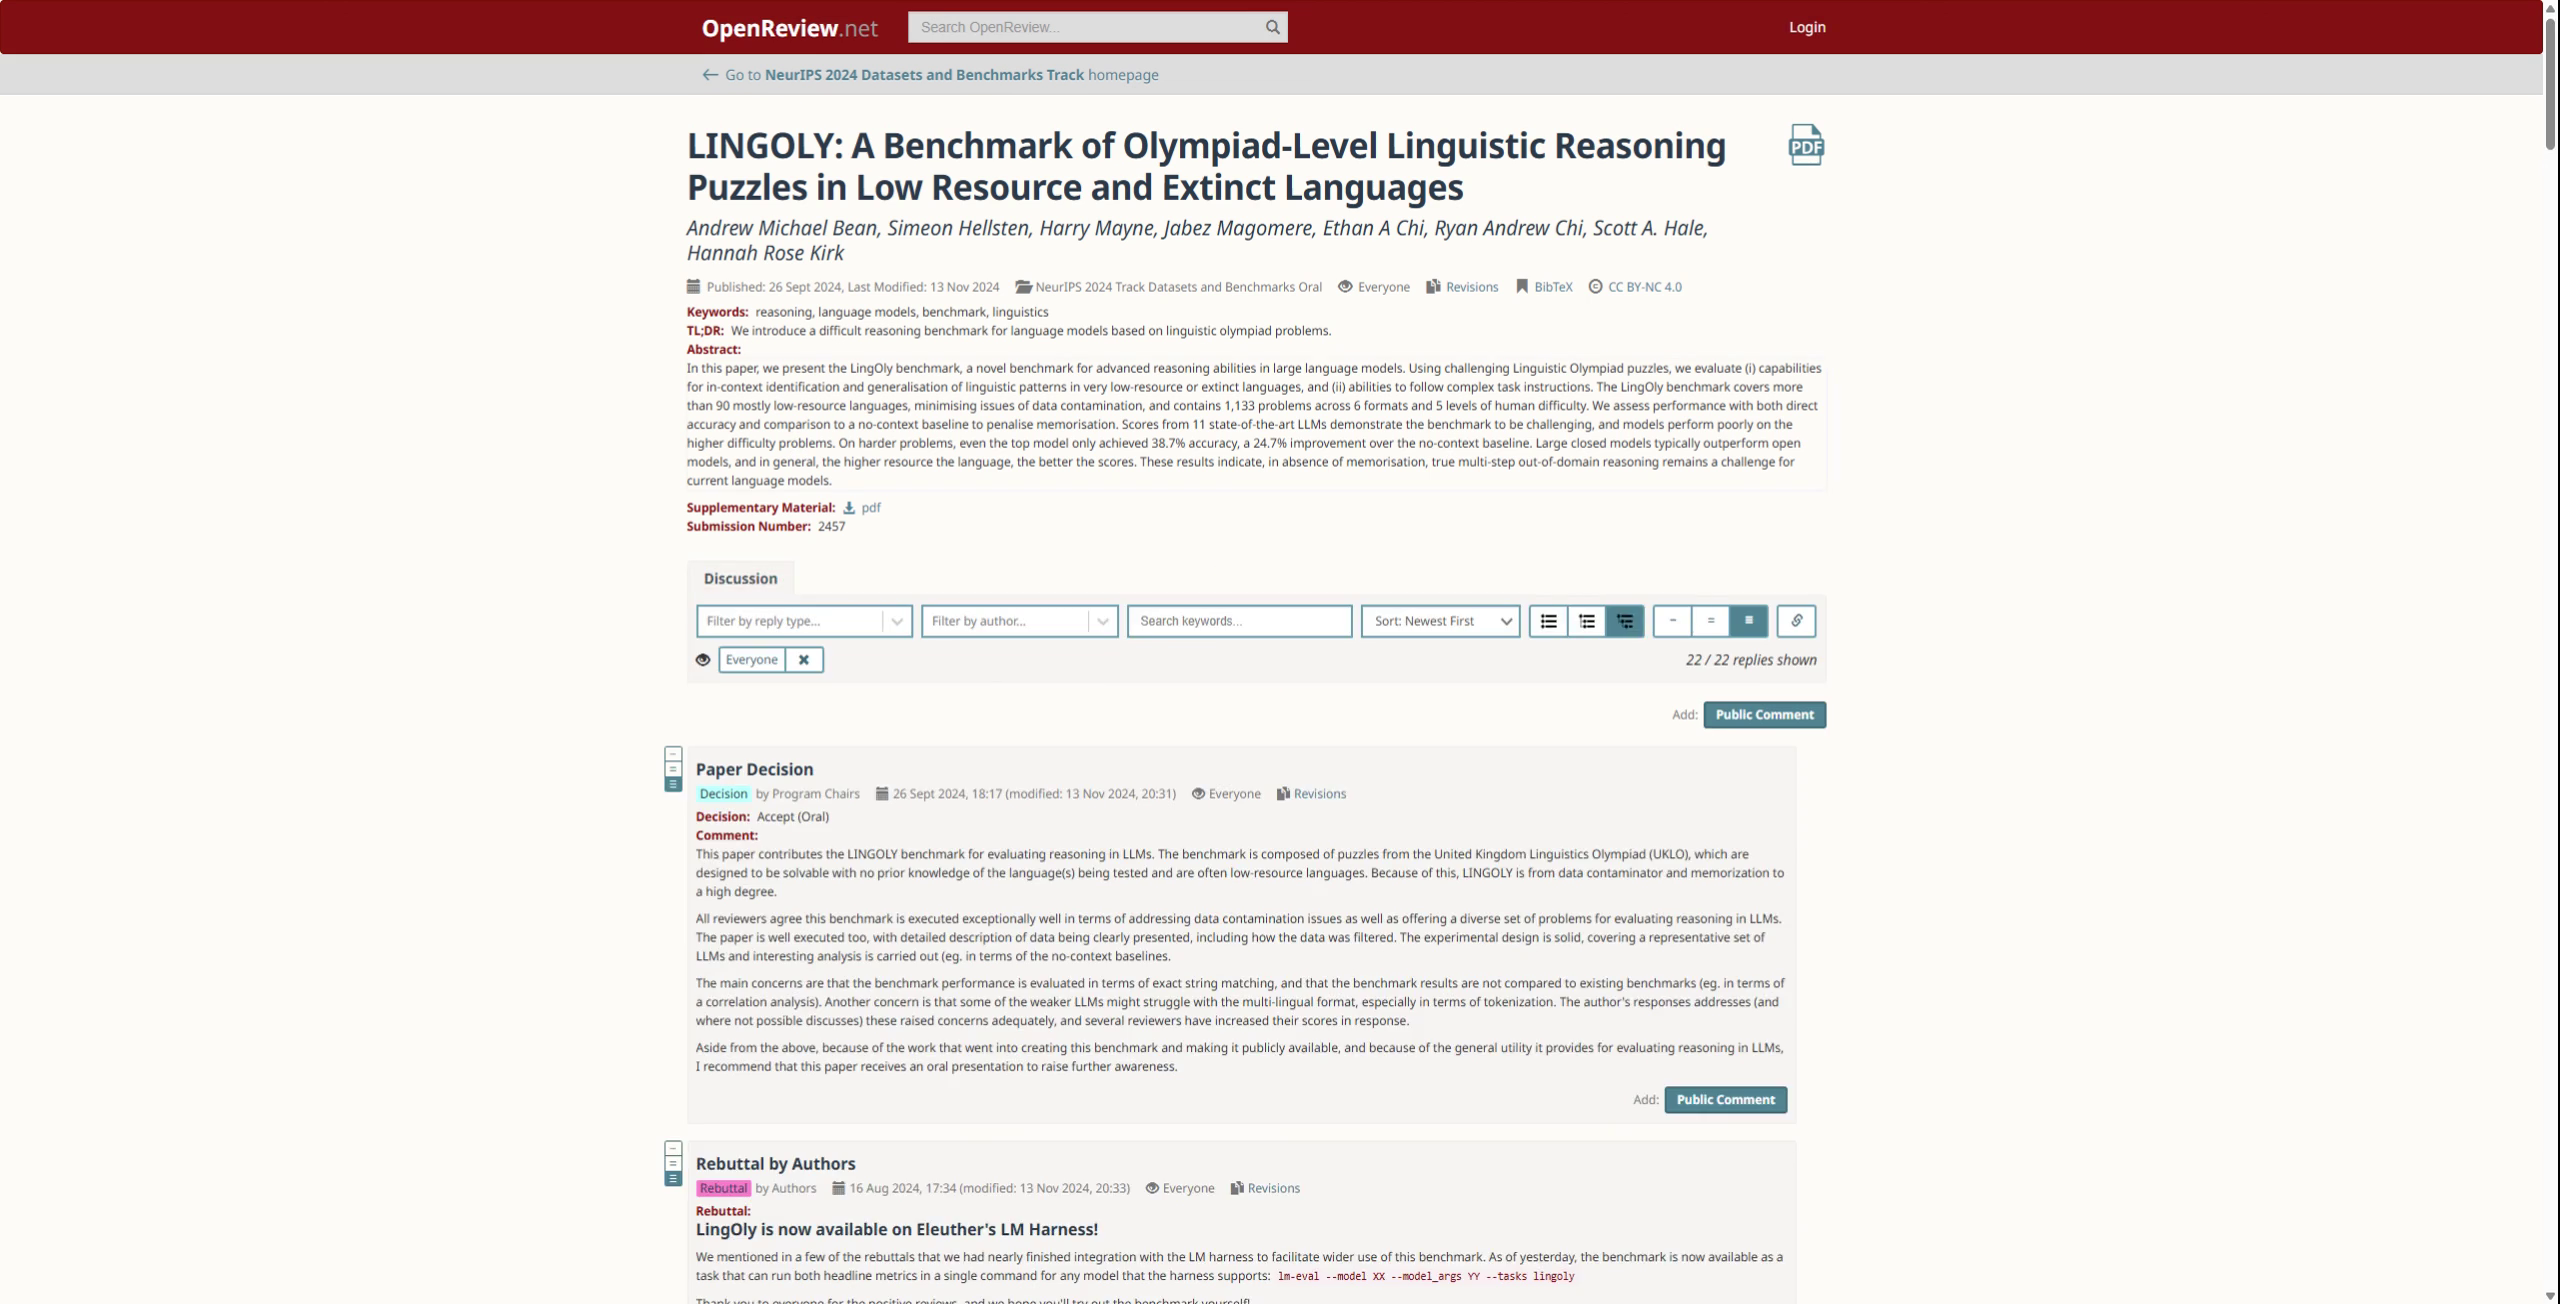 OpenReview.net
Search OpenReview...
Login
← Go to NeurIPS 2024 Datasets and Benchmarks Track homepage
LINGOLY: A Benchmark of Olympiad-Level Linguistic Reasoning
Puzzles in Low Resource and Extinct Languages
PDF
Andrew Michael Bean, Simeon Hellsten, Harry Mayne, Jabez Magomere, Ethan A Chi, Ryan Andrew Chi, Scott A. Hale,
Hannah Rose Kirk
Published: 26 Sept 2024, Last Modified: 13 Nov 2024 NeurIPS 2024 Track Datasets and Benchmarks Oral Everyone Revisions BibTeX © CC BY-NC 4.0
Keywords: reasoning, language models, benchmark, linguistics
TL;DR: We introduce a difficult reasoning benchmark for language models based on linguistic olympiad problems.
Abstract:
In this paper, we present the LingOly benchmark, a novel benchmark for advanced reasoning abilities in large language models. Using challenging Linguistic Olympiad puzzles, we evaluate (i) capabilities
for in-context identification and generalisation of linguistic patterns in very low-resource or extinct languages, and (ii) abilities to follow complex task instructions. The LingOly benchmark covers more
than 90 mostly low-resource languages, minimising issues of data contamination, and contains 1,133 problems across 6 formats and 5 levels of human difficulty. We assess performance with both direct
accuracy and comparison to a no-context baseline to penalise memorisation. Scores from 11 state-of-the-art LLMs demonstrate the benchmark to be challenging, and models perform poorly on the
higher difficulty problems. On harder problems, even the top model only achieved 38.7% accuracy, a 24.7% improvement over the no-context baseline. Large closed models typically outperform open
models, and in general, the higher resource the language, the better the scores. These results indicate, in absence of memorisation, true multi-step out-of-domain reasoning remains a challenge for
current language models.
Supplementary Material: pdf
Submission Number: 2457
Discussion
Filter by reply type...
Filter by author...
Search keywords...
Sort: Newest First
Everyone
22 / 22 replies shown
Add: Public Comment
Paper Decision
Decision by Program Chairs 26 Sept 2024, 18:17 (modified: 13 Nov 2024, 20:31) Everyone Revisions
Decision: Accept (Oral)
Comment:
This paper contributes the LINGOLY benchmark for evaluating reasoning in LLMs. The benchmark is composed of puzzles from the United Kingdom Linguistics Olympiad (UKLO), which are
designed to be solvable with no prior knowledge of the language(s) being tested and are often low-resource languages. Because of this, LINGOLY is from data contaminator and memorization to
a high degree.
All reviewers agree this benchmark is executed exceptionally well in terms of addressing data contamination issues as well as offering a diverse set of problems for evaluating reasoning in LLMs.
The paper is well executed too, with detailed description of data being clearly presented, including how the data was filtered. The experimental design is solid, covering a representative set of
LLMs and interesting analysis is carried out (eg. in terms of the no-context baselines.
The main concerns are that the benchmark performance is evaluated in terms of exact string matching, and that the benchmark results are not compared to existing benchmarks (eg. in terms of
a correlation analysis). Another concern is that some of the weaker LLMs might struggle with the multi-lingual format, especially in terms of tokenization. The author's responses addresses (and
where not possible discusses) these raised concerns adequately, and several reviewers have increased their scores in response.
Aside from the above, because of the work that went into creating this benchmark and making it publicly available, and because of the general utility it provides for evaluating reasoning in LLMs,
I recommend that this paper receives an oral presentation to raise further awareness.
Add: Public Comment
Rebuttal by Authors
Rebuttal by Authors 16 Aug 2024, 17:34 (modified: 13 Nov 2024, 20:33) Everyone Revisions
Rebuttal:
LingOly is now available on Eleuther's LM Harness!
We mentioned in a few of the rebuttals that we had nearly finished integration with the LM harness to facilitate wider use of this benchmark. As of yesterday, the benchmark is now available as a
task that can run both headline metrics in a single command for any model that the harness supports: lm-eval --model XX --model_args YY --tasks lingoly
Thank you to everyone for the positive reviews, and we hope you'll try out the benchmark yourself!